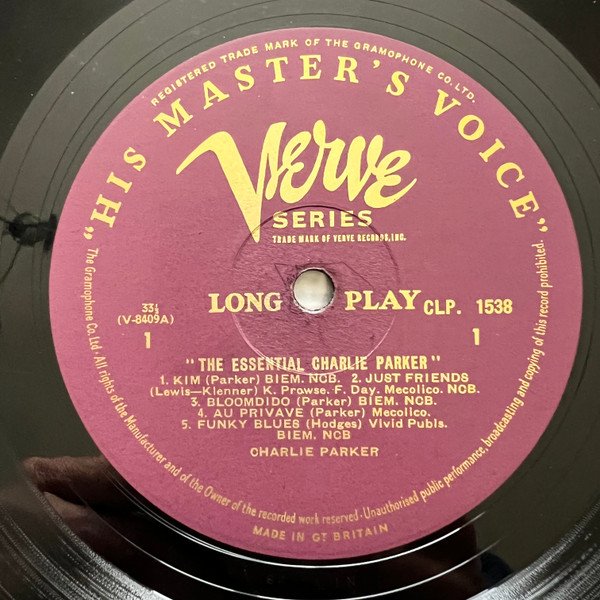 REGISTERED TRADE MARK OF THE GRAMOPHONE CO. LTD.
"HIS MASTER'S VOICE"
Verve
SERIES
TRADE MARK OF VERVE RECORDS, INC.
LONG PLAY
33⅓
(V-8409A)
CLP. 1538
1
1
"THE ESSENTIAL CHARLIE PARKER"
1. KIM (Parker) BIEM. NCB. 2. JUST FRIENDS
(Lewis—Klenner) K. Prowse. F. Day. Mecolico. NCB.
3. BLOOMDIDO (Parker) BIEM. NCB.
4. AU PRIVAVE (Parker) Mecolico.
5. FUNKY BLUES (Hodges) Vivid Publs.
BIEM. NCB
CHARLIE PARKER
The Gramophone Co. Ltd. · All rights of the Manufacturer and of the Owner of the recorded work reserved · Unauthorised public performance, broadcasting and copying of this record prohibited.
MADE IN GT BRITAIN